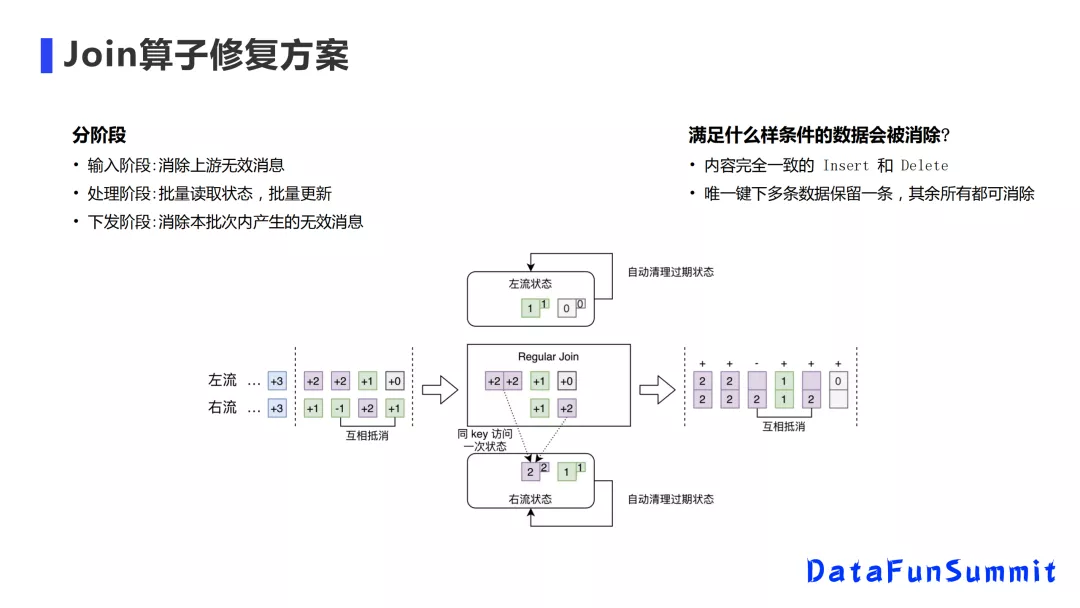 Join算子修复方案
分阶段
• 输入阶段:消除上游无效消息
• 处理阶段:批量读取状态，批量更新
• 下发阶段:消除本批次内产生的无效消息
满足什么样条件的数据会被消除?
• 内容完全一致的 Insert 和 Delete
• 唯一键下多条数据保留一条，其余所有都可消除
自动清理过期状态
左流状态
1 1 0 0
Regular Join
左流 … +3 +2 +2 +1 +0
右流 … +3 +1 -1 +2 +1
互相抵消
+2 +2 +1 +0
+1 +2
同 key 访问
一次状态
+ + - + + +
2 2 1 0
2 2 2 1 2
互相抵消
2 2 1 1
右流状态
自动清理过期状态
DataFunSummit